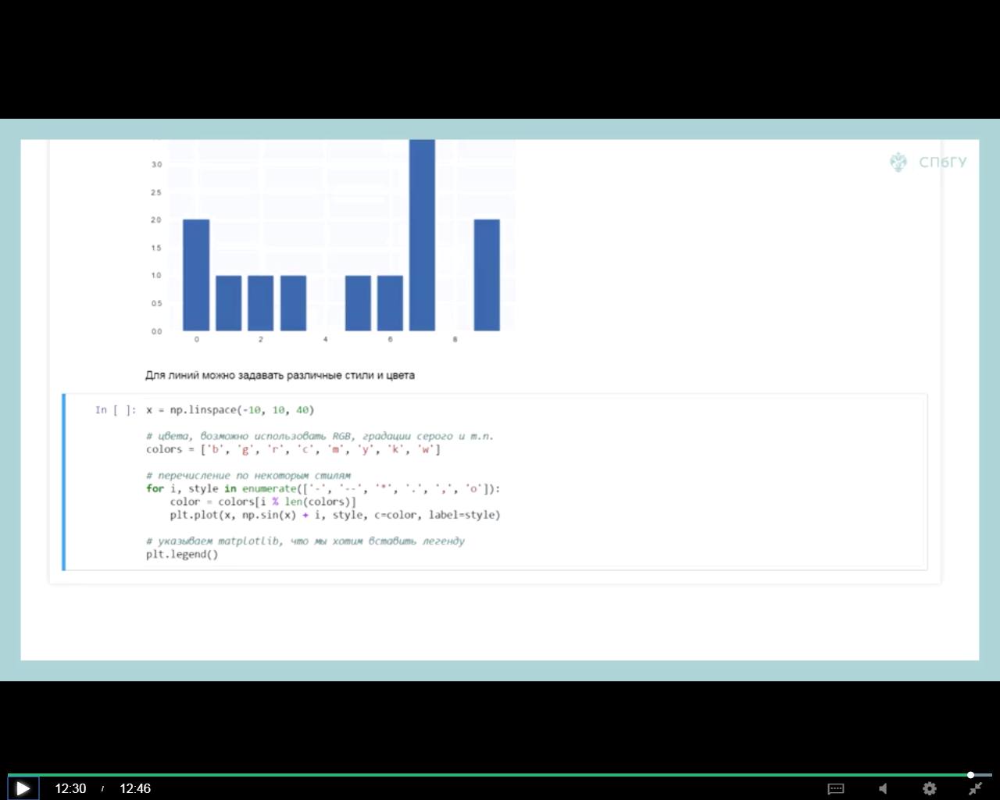 СПбГУ
3.0
2.5
2.0
1.5
1.0
0.5
0.0
0 2 4 6 8
Для линий можно задавать различные стили и цвета
In [ ]: x = np.linspace(-10, 10, 40)
# цвета, возможно использовать RGB, градации серого и т.п.
colors = ['b', 'g', 'r', 'c', 'm', 'y', 'k', 'w']
# перечисление по некоторым стилям
for i, style in enumerate(['-', '--', '*', '.', ',', 'o']):
color = colors[i % len(colors)]
plt.plot(x, np.sin(x) + i, style, c=color, label=style)
# указываем matplotlib, что мы хотим вставить легенду
plt.legend()
12:30 / 12:46